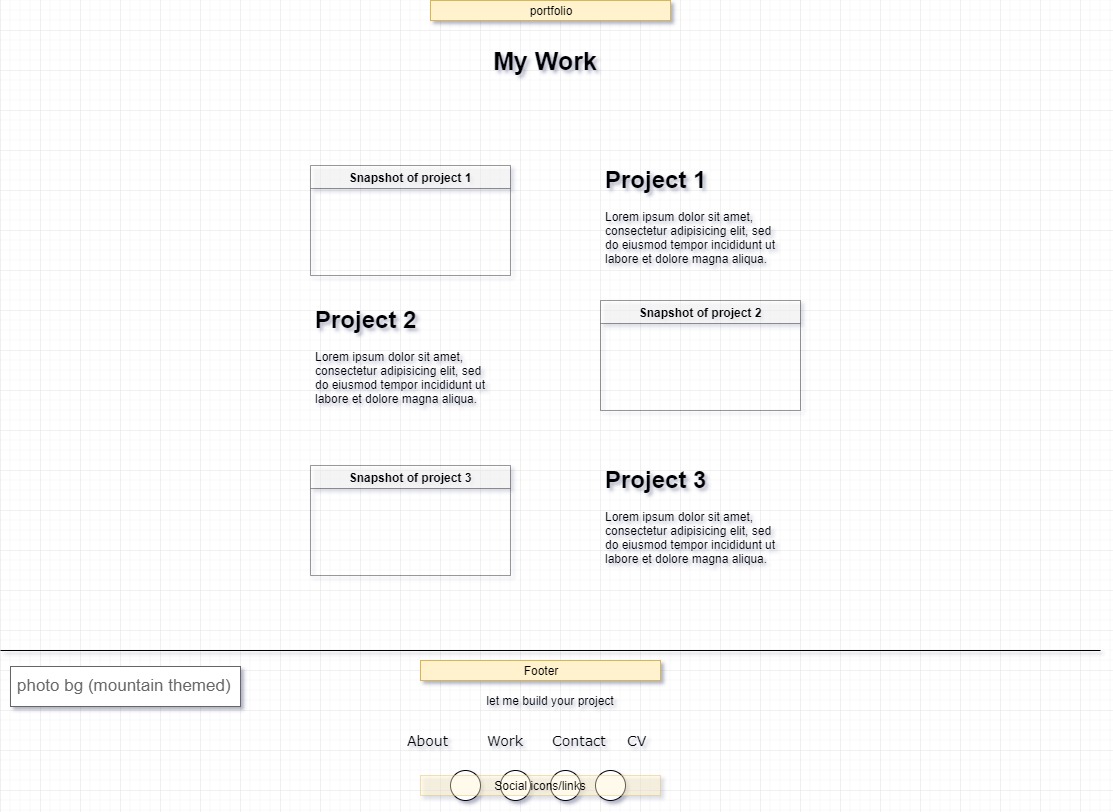 portfolio
My Work
Snapshot of project 1
Project 1
Lorem ipsum dolor sit amet,
consectetur adipisicing elit, sed
do eiusmod tempor incididunt ut
labore et dolore magna aliqua.
Project 2
Lorem ipsum dolor sit amet,
consectetur adipisicing elit, sed
do eiusmod tempor incididunt ut
labore et dolore magna aliqua.
Snapshot of project 2
Snapshot of project 3
Project 3
Lorem ipsum dolor sit amet,
consectetur adipisicing elit, sed
do eiusmod tempor incididunt ut
labore et dolore magna aliqua.
photo bg (mountain themed)
Footer
let me build your project
About Work Contact CV
Social icons/links